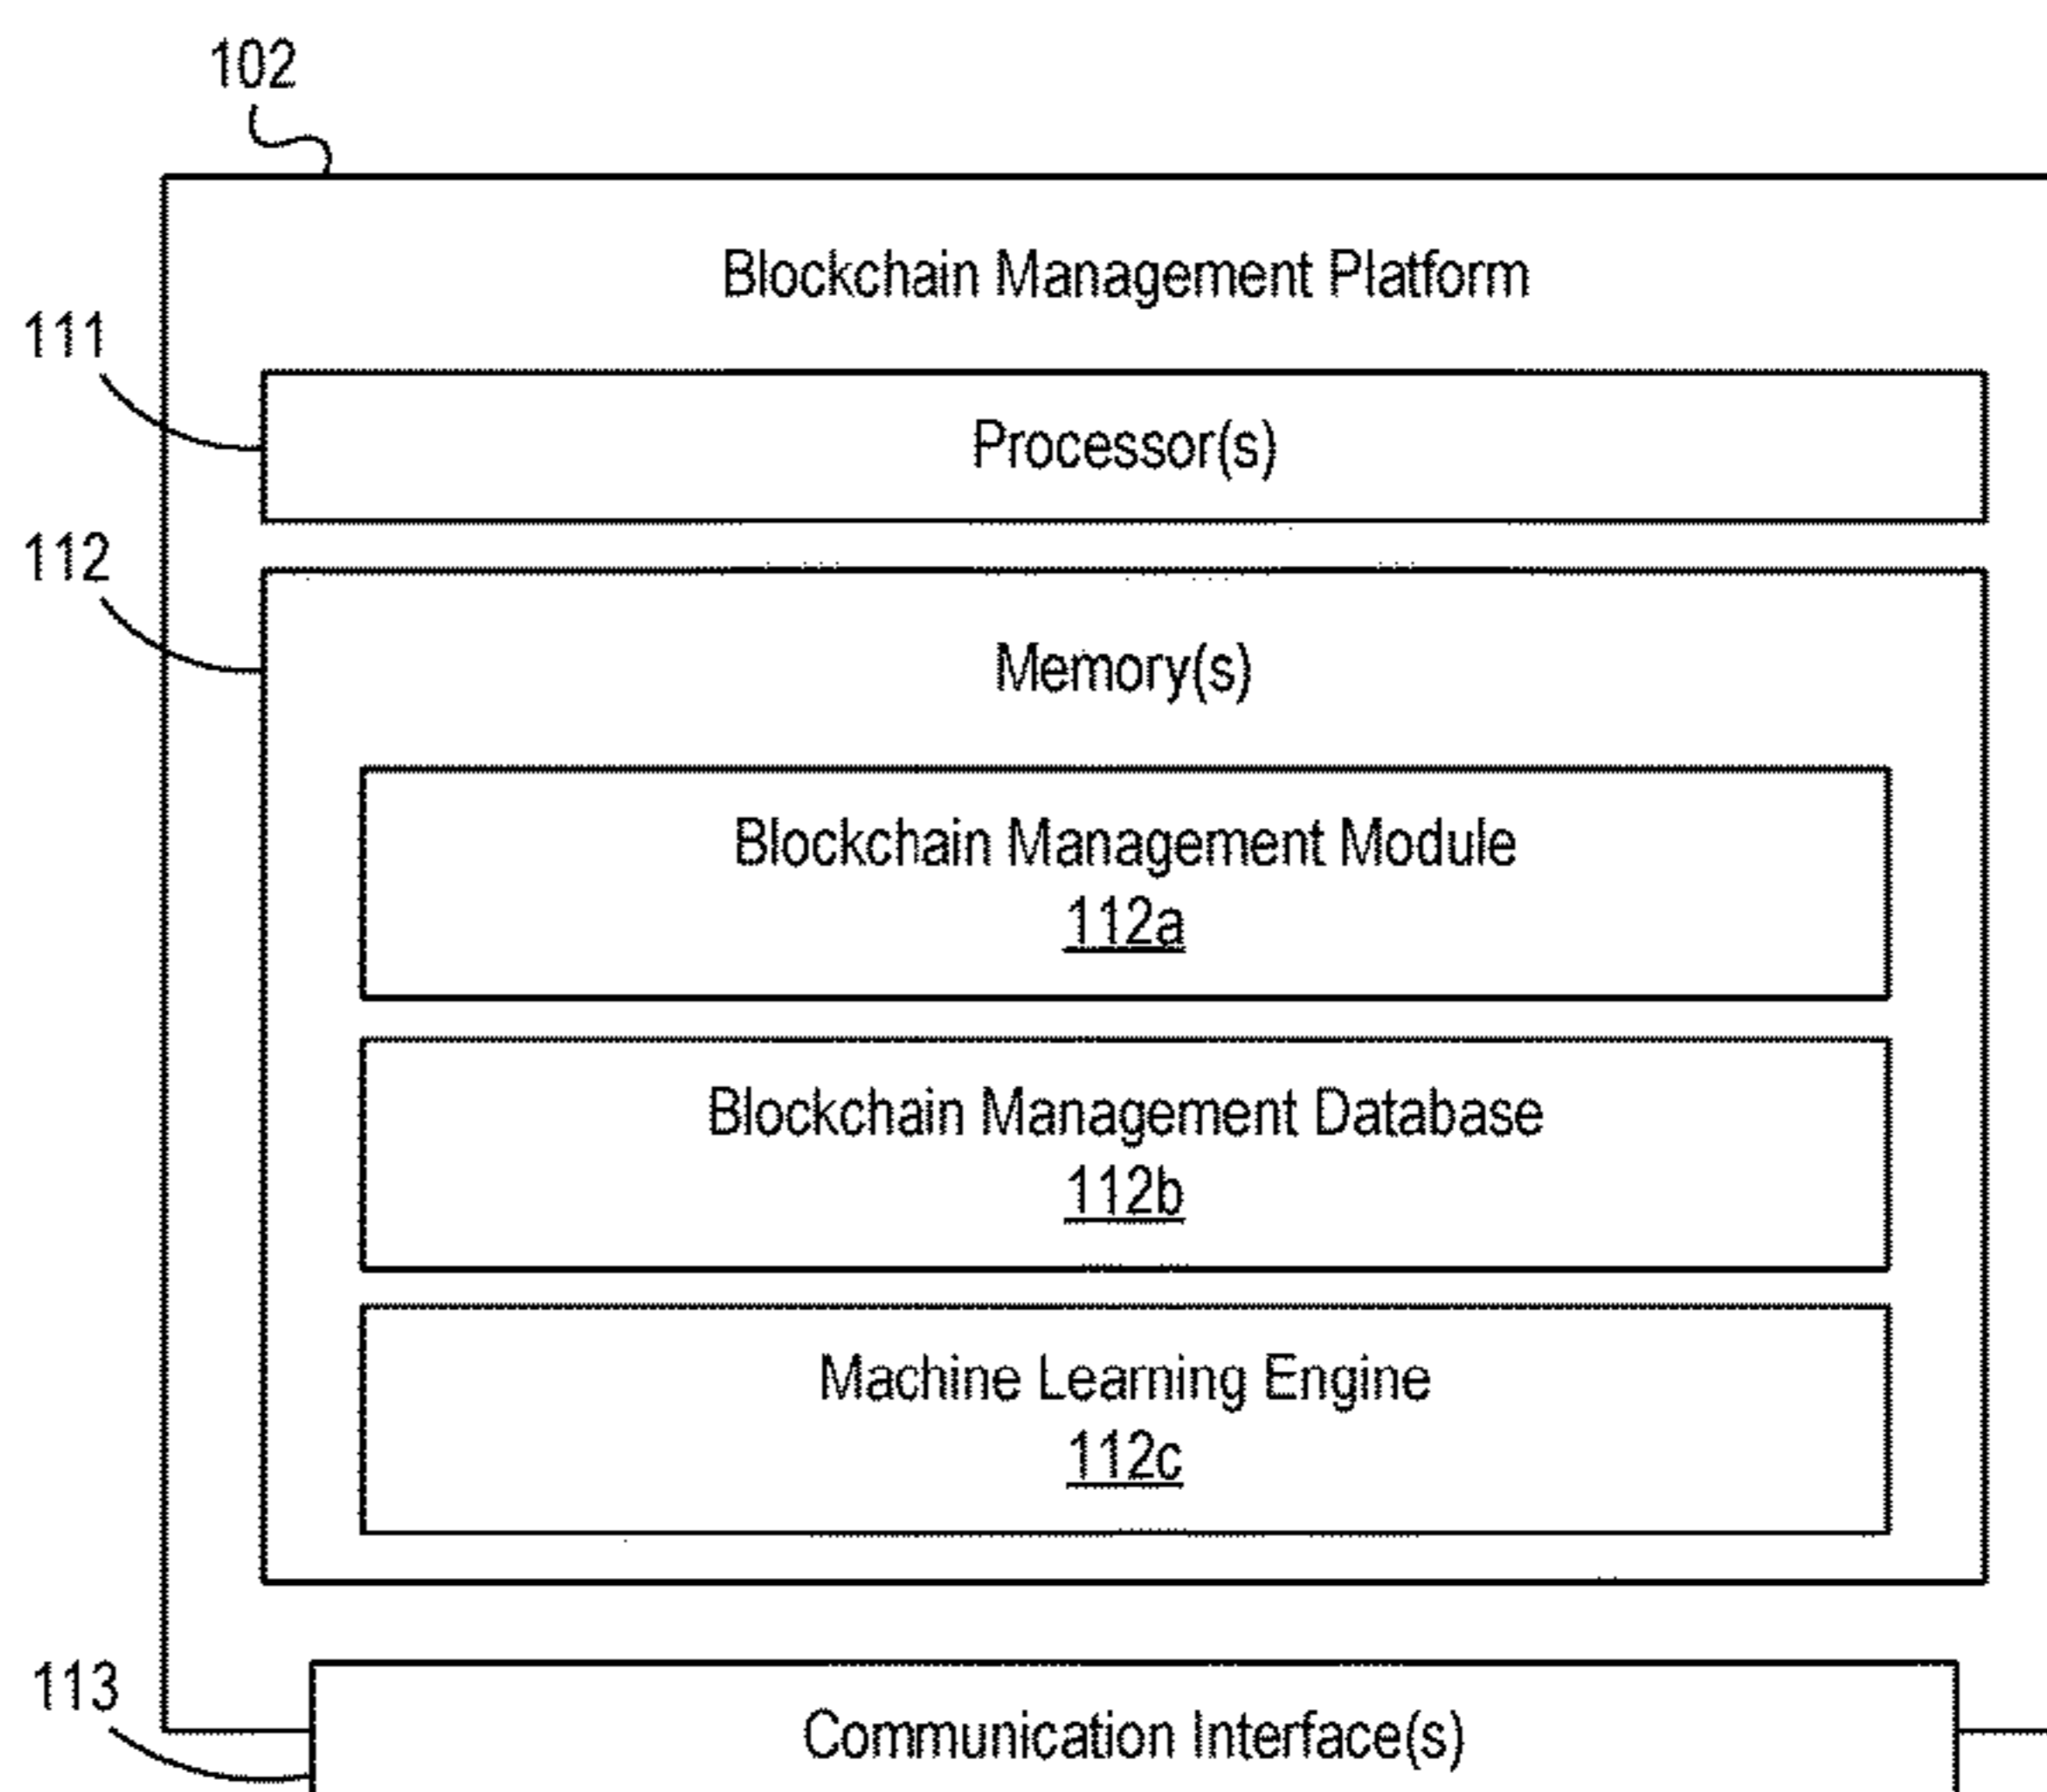 102
Blockchain Management Platform
111
Processor(s)
112
Memory(s)
Blockchain Management Module
112a
Blockchain Management Database
112b
Machine Learning Engine
112c
113
Communication Interface(s)